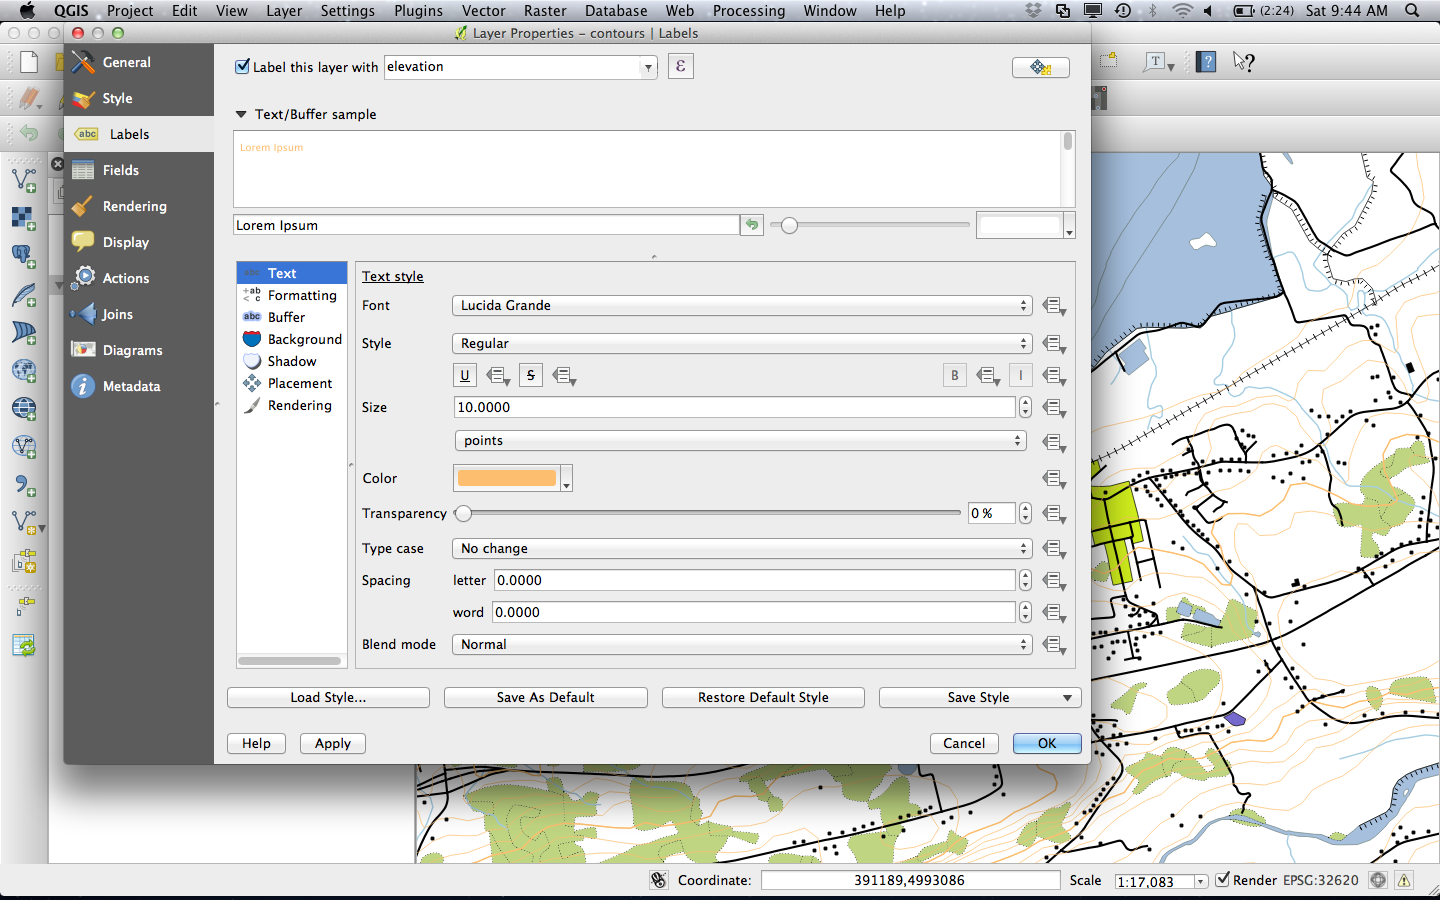 QGIS Project Edit View Layer Settings Plugins Vector Raster Database Web Processing Window Help (2:24) Sat 9:44 AM
Layer Properties - contours | Labels
General
Style
abc Labels
Fields
Rendering
Display
Actions
Joins
Diagrams
Metadata
Label this layer with elevation ε
Text/Buffer sample
Lorem Ipsum
Lorem Ipsum
abc Text
+ab < c Formatting
abc Buffer
Background
Shadow
Placement
Rendering
Text style
Font Lucida Grande
Style Regular
U S B I
Size 10.0000
points
Color
Transparency 0 %
Type case No change
Spacing letter 0.0000
word 0.0000
Blend mode Normal
Load Style... Save As Default Restore Default Style Save Style
Help Apply Cancel OK
T ? ?
Coordinate: 391189,4993086 Scale 1:17,083 Render EPSG:32620